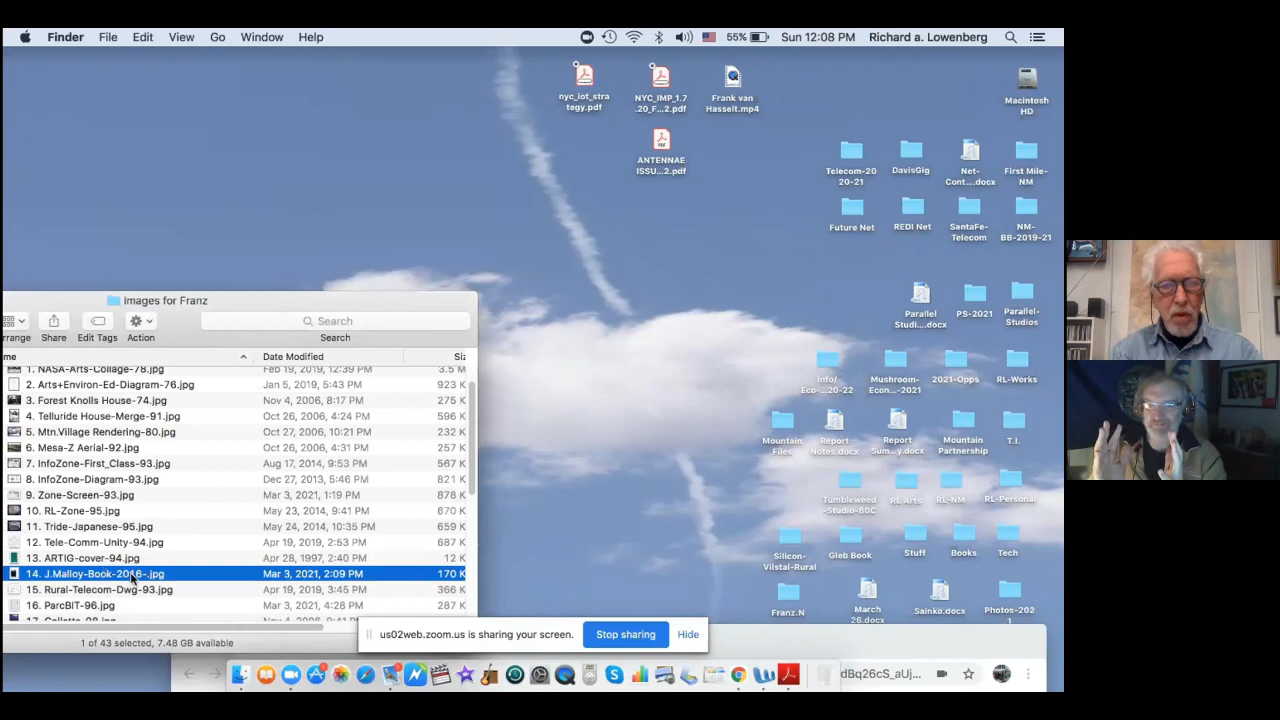 Finder File Edit View Go Window Help
55% Sun 12:08 PM Richard a. Lowenberg
nyc_iot_stra
tegy.pdf
NYC_IMP_1.7
.20_F...2.pdf
Frank van
Hasselt.mp4
Macintosh
HD
ANTENNAE
ISSU...2.pdf
PDF
Telecom-20
20-21
DavisGig
Net-
Cont....docx
First Mile-
NM
Future Net
REDI Net
SantaFe-
Telecom
NM-
BB-2019-21
Parallel
Studi....docx
PS-2021
Parallel-
Studios
Info/
Eco-...20-22
Mushroom-
Econ...-2021
2021-Opps
RL-Works
Mountain
Files
Report
Notes.docx
Report
Sum...y.docx
Mountain
Partnership
T.I.
Tumbleweed
-Studio-80C
RL Arts
RL-NM
RL-Personal
Silicon-
Gleb Book
Stuff
Books
Tech
Franz.N
March
26.docx
Sainko.docx
Photos-202
1
Images for Franz
Search
rrange Share Edit Tags Action Search
me Date Modified Siz
1. NASA-Arts-Collage-78.jpg Feb 19, 2019, 12:39 PM 3.5 M
2. Arts+Environ-Ed-Diagram-76.jpg Jan 5, 2019, 5:43 PM 923 K
3. Forest Knolls House-74.jpg Nov 4, 2006, 8:17 PM 275 K
4. Telluride House-Merge-91.jpg Oct 26, 2006, 4:24 PM 596 K
5. Mtn.Village Rendering-80.jpg Oct 27, 2006, 10:21 PM 232 K
6. Mesa-Z Aerial-92.jpg Oct 26, 2006, 4:31 PM 257 K
7. InfoZone-First_Class-93.jpg Aug 17, 2014, 9:53 PM 567 K
8. InfoZone-Diagram-93.jpg Dec 27, 2013, 5:46 PM 821 K
9. Zone-Screen-93.jpg Mar 3, 2021, 1:19 PM 878 K
10. RL-Zone-95.jpg May 23, 2014, 9:41 PM 670 K
11. Tride-Japanese-95.jpg May 24, 2014, 10:35 PM 659 K
12. Tele-Comm-Unity-94.jpg Apr 19, 2019, 2:53 PM 687 K
13. ARTIG-cover-94.jpg Apr 28, 1997, 2:40 PM 12 K
14. J.Malloy-Book-2016-.jpg Mar 3, 2021, 2:09 PM 170 K
15. Rural-Telecom-Dwg-93.jpg Apr 19, 2019, 3:45 PM 366 K
16. ParcBIT-96.jpg Mar 3, 2021, 4:28 PM 287 K
1 of 43 selected, 7.48 GB available
us02web.zoom.us is sharing your screen. Stop sharing Hide
dBq26cS_aUj...